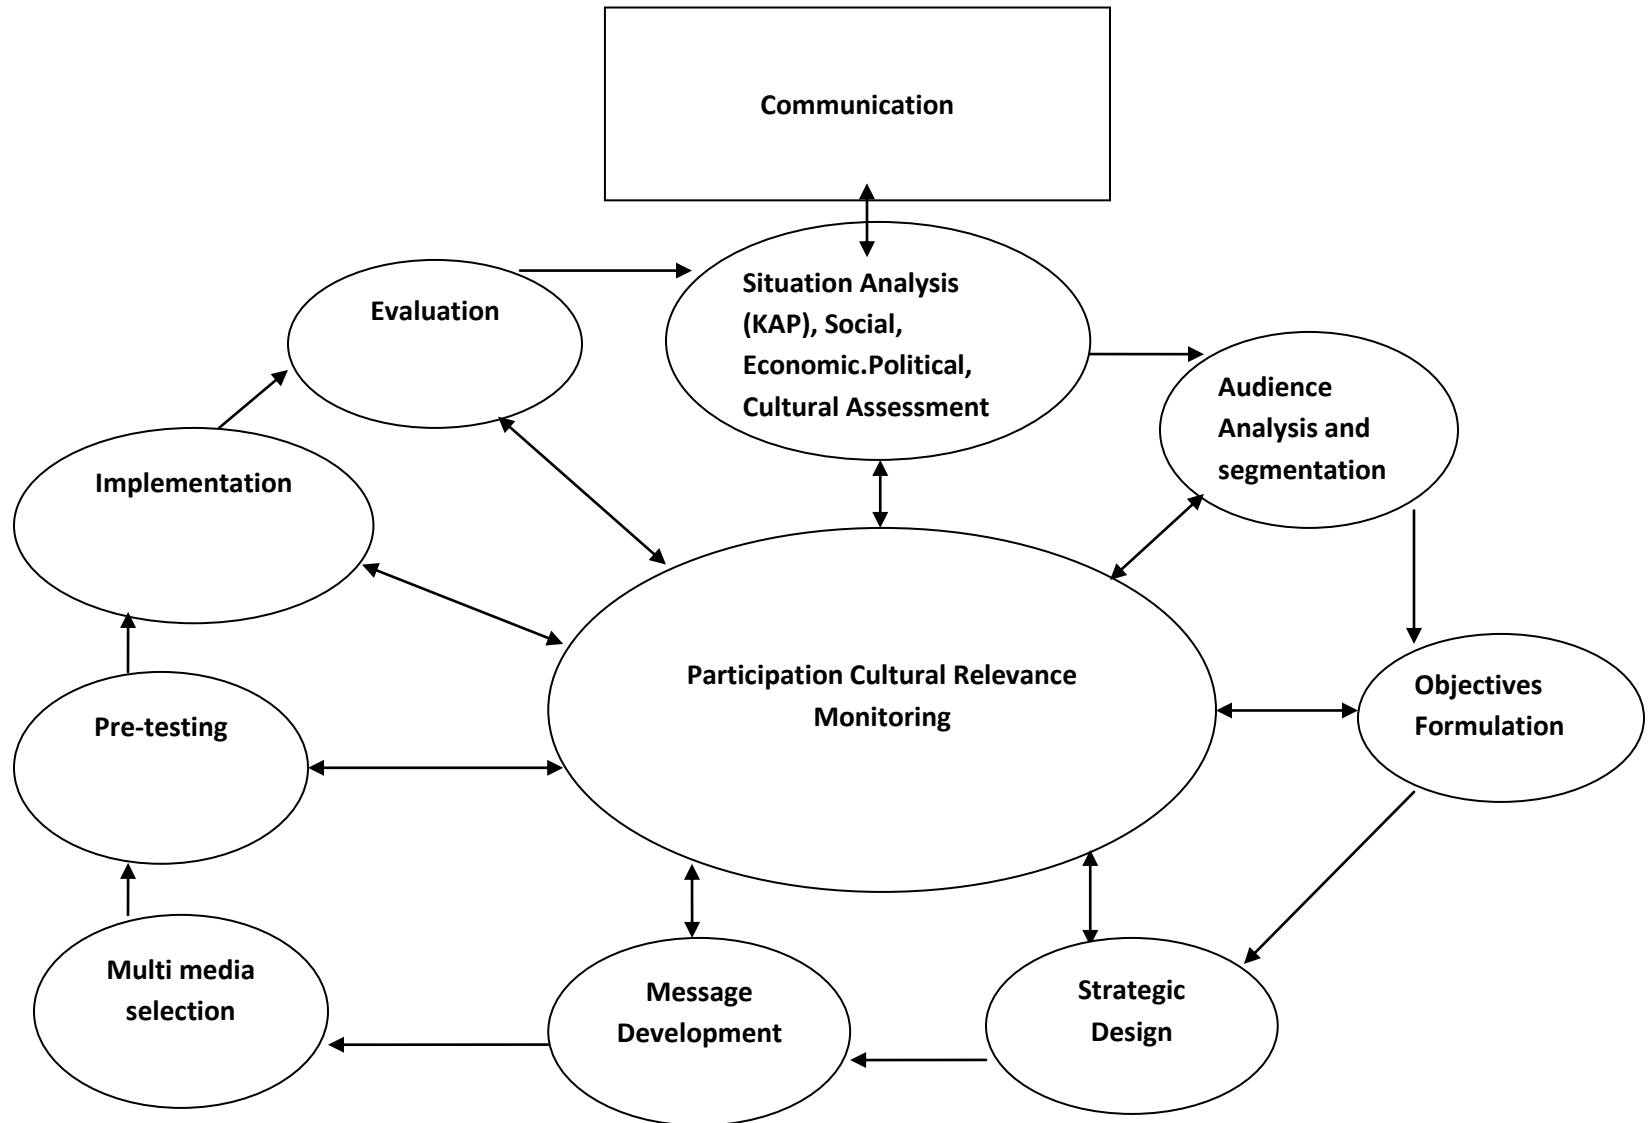 Communication
Evaluation
Situation Analysis
(KAP), Social,
Economic.Political,
Cultural Assessment
Audience
Analysis and
segmentation
Implementation
Participation Cultural Relevance
Monitoring
Objectives
Formulation
Pre-testing
Multi media
selection
Message
Development
Strategic
Design